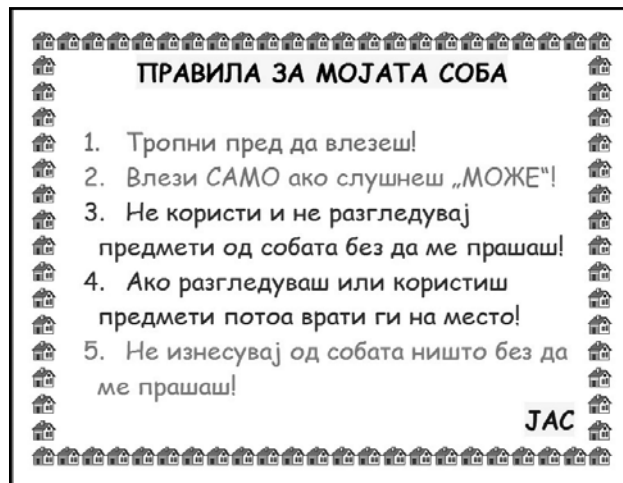 ПРАВИЛА ЗА МОЈАТА СОБА
1. Тропни пред да влезеш!
2. Влези САМО ако слушнеш „МОЖЕ“!
3. Не користи и не разгледувај
предмети од собата без да ме прашаш!
4. Ако разгледуваш или користиш
предмети потоа врати ги на место!
5. Не изнесувај од собата ништо без да
ме прашаш!
ЈАС